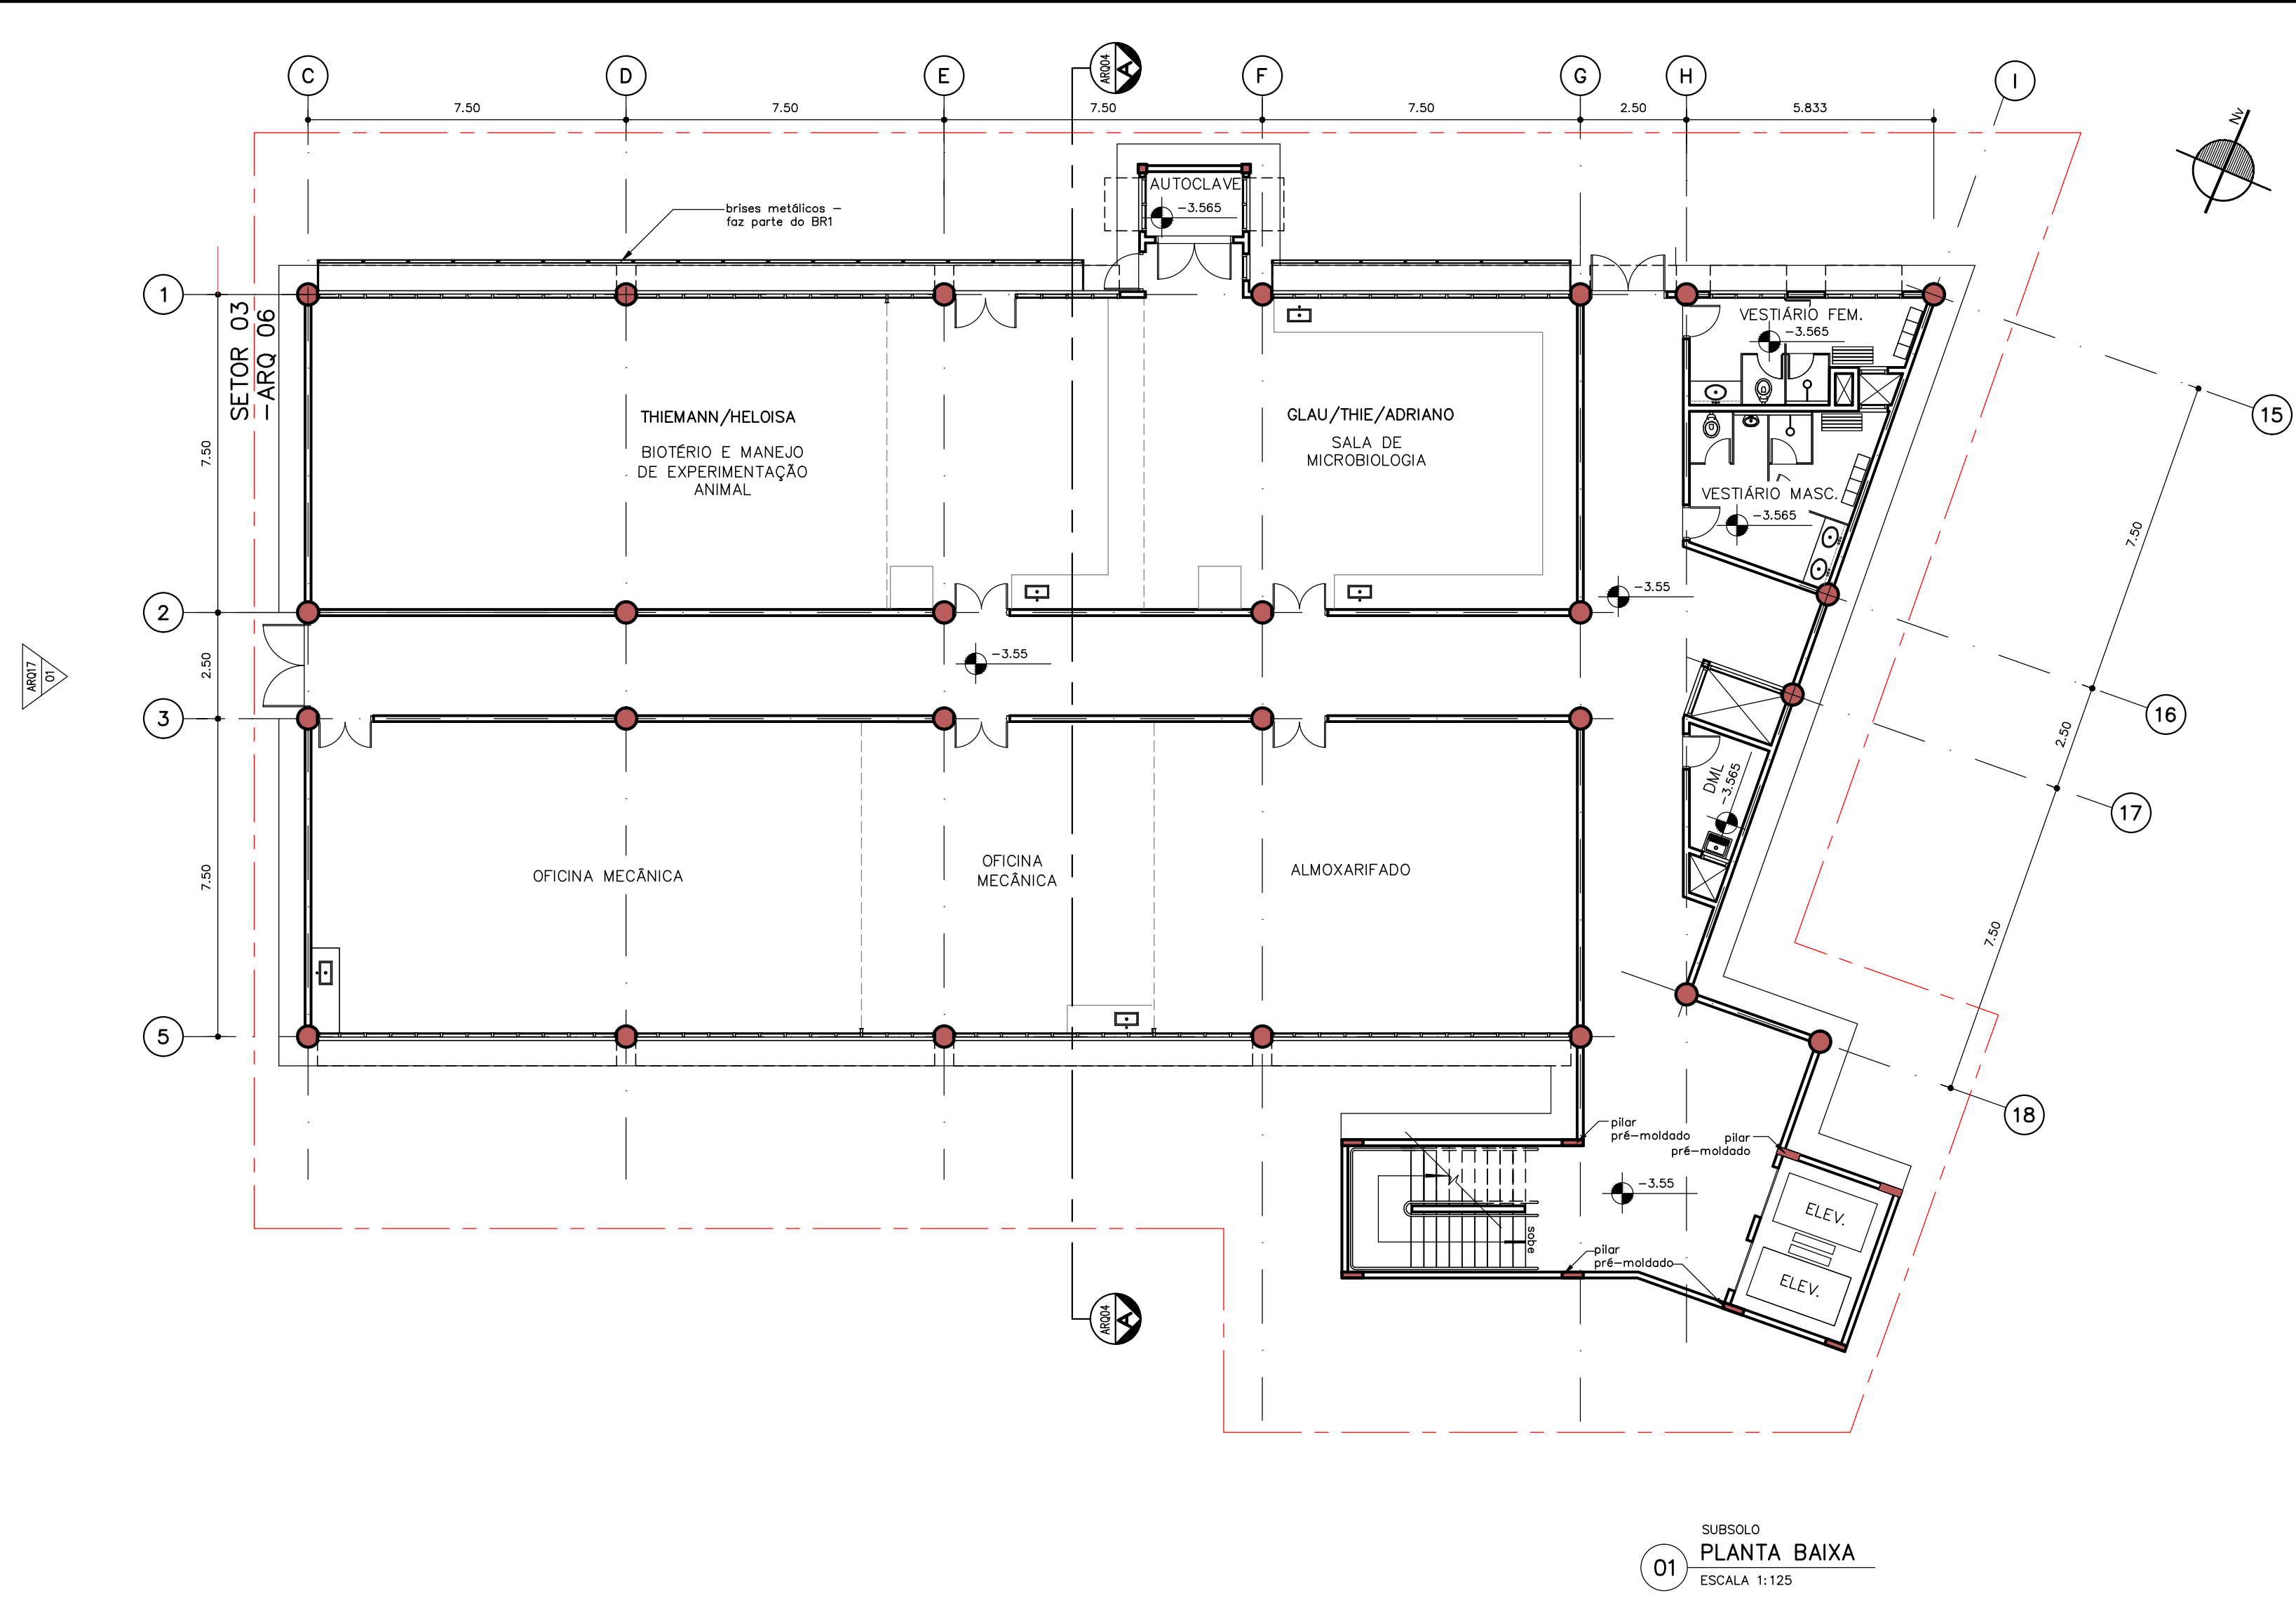 C
D
E
F
G
H
I
ARQ04
A
7.50
7.50
7.50
7.50
2.50
5.833
NV
AUTOCLAVE
-3.565
brises metálicos -
faz parte do BR1
1
SETOR 03
-ARQ 06
VESTIÁRIO FEM.
-3.565
15
THIEMANN/HELOISA
BIOTÉRIO E MANEJO
DE EXPERIMENTAÇÃO
ANIMAL
GLAU/THIE/ADRIANO
SALA DE
MICROBIOLOGIA
7.50
VESTIÁRIO MASC.
-3.565
7.50
2
-3.55
ARQ17
01
2.50
-3.55
3
16
2.50
DML
-3.565
17
7.50
OFICINA MECÂNICA
OFICINA
MECÂNICA
ALMOXARIFADO
7.50
5
18
pilar
pré-moldado
pilar
pré-moldado
-3.55
sobe
ELEV.
ELEV.
pilar
pré-moldado
ARQ04
A
SUBSOLO
01
PLANTA BAIXA
ESCALA 1:125